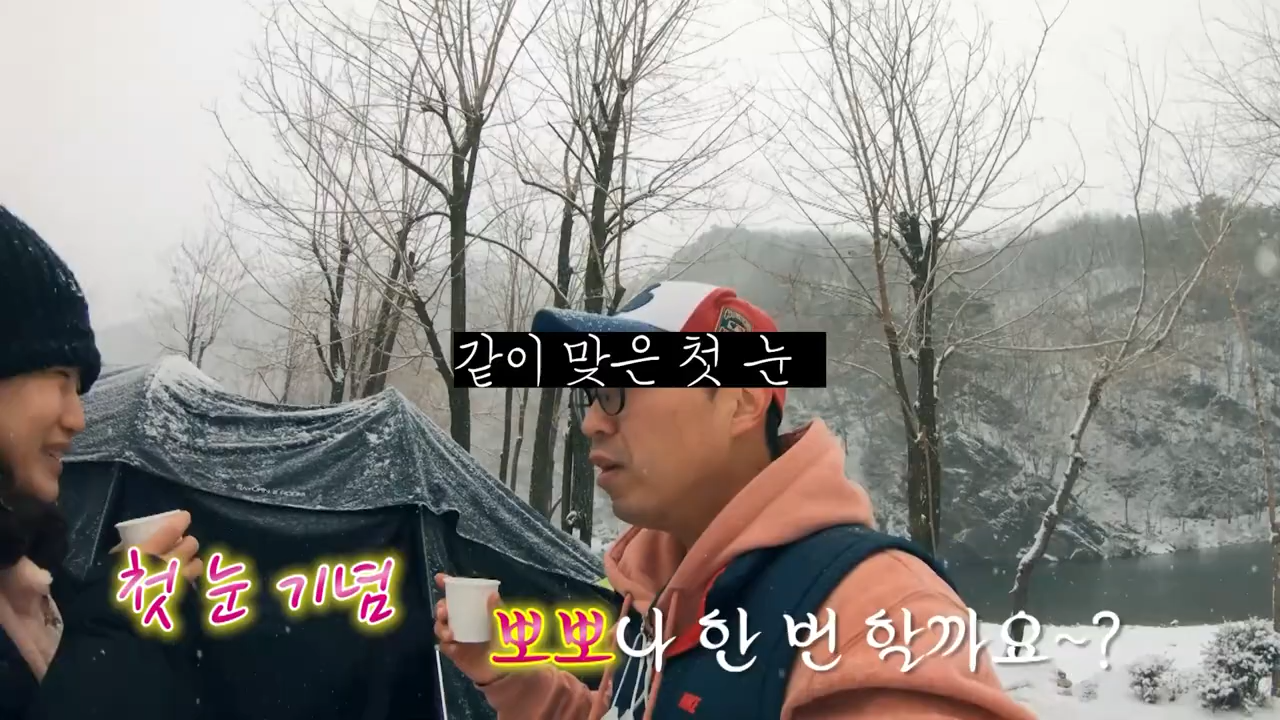 같이 맞은 첫 눈
첫 눈 기념
뽀뽀나 한 번 할까요~?